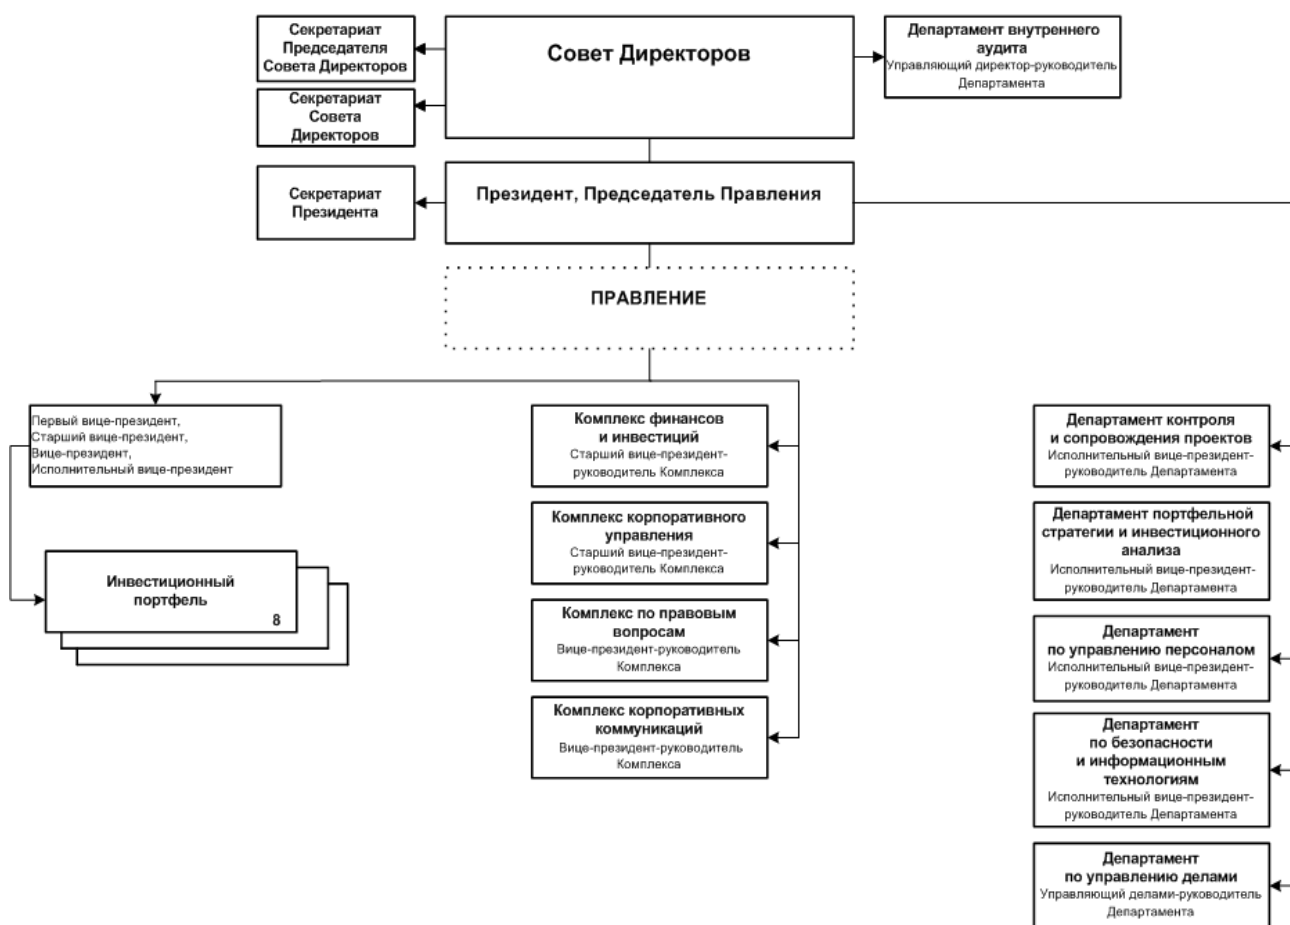 Секретариат
Председателя
Совета Директоров
Совет Директоров
Департамент внутреннего
аудита
Управляющий директор-руководитель
Департамента
Секретариат
Совета
Директоров
Секретариат
Президента
Президент, Председатель Правления
ПРАВЛЕНИЕ
Первый вице-президент,
Старший вице-президент,
Вице-президент,
Исполнительный вице-президент
Инвестиционный
портфель
8
Комплекс финансов
и инвестиций
Старший вице-президент-
руководитель Комплекса
Комплекс корпоративного
управления
Старший вице-президент-
руководитель Комплекса
Комплекс по правовым
вопросам
Вице-президент-руководитель
Комплекса
Комплекс корпоративных
коммуникаций
Вице-президент-руководитель
Комплекса
Департамент контроля
и сопровождения проектов
Исполнительный вице-президент-
руководитель Департамента
Департамент портфельной
стратегии и инвестиционного
анализа
Исполнительный вице-президент-
руководитель Департамента
Департамент
по управлению персоналом
Исполнительный вице-президент-
руководитель Департамента
Департамент
по безопасности
и информационным
технологиям
Исполнительный вице-президент-
руководитель Департамента
Департамент
по управлению делами
Управляющий делами-руководитель
Департамента